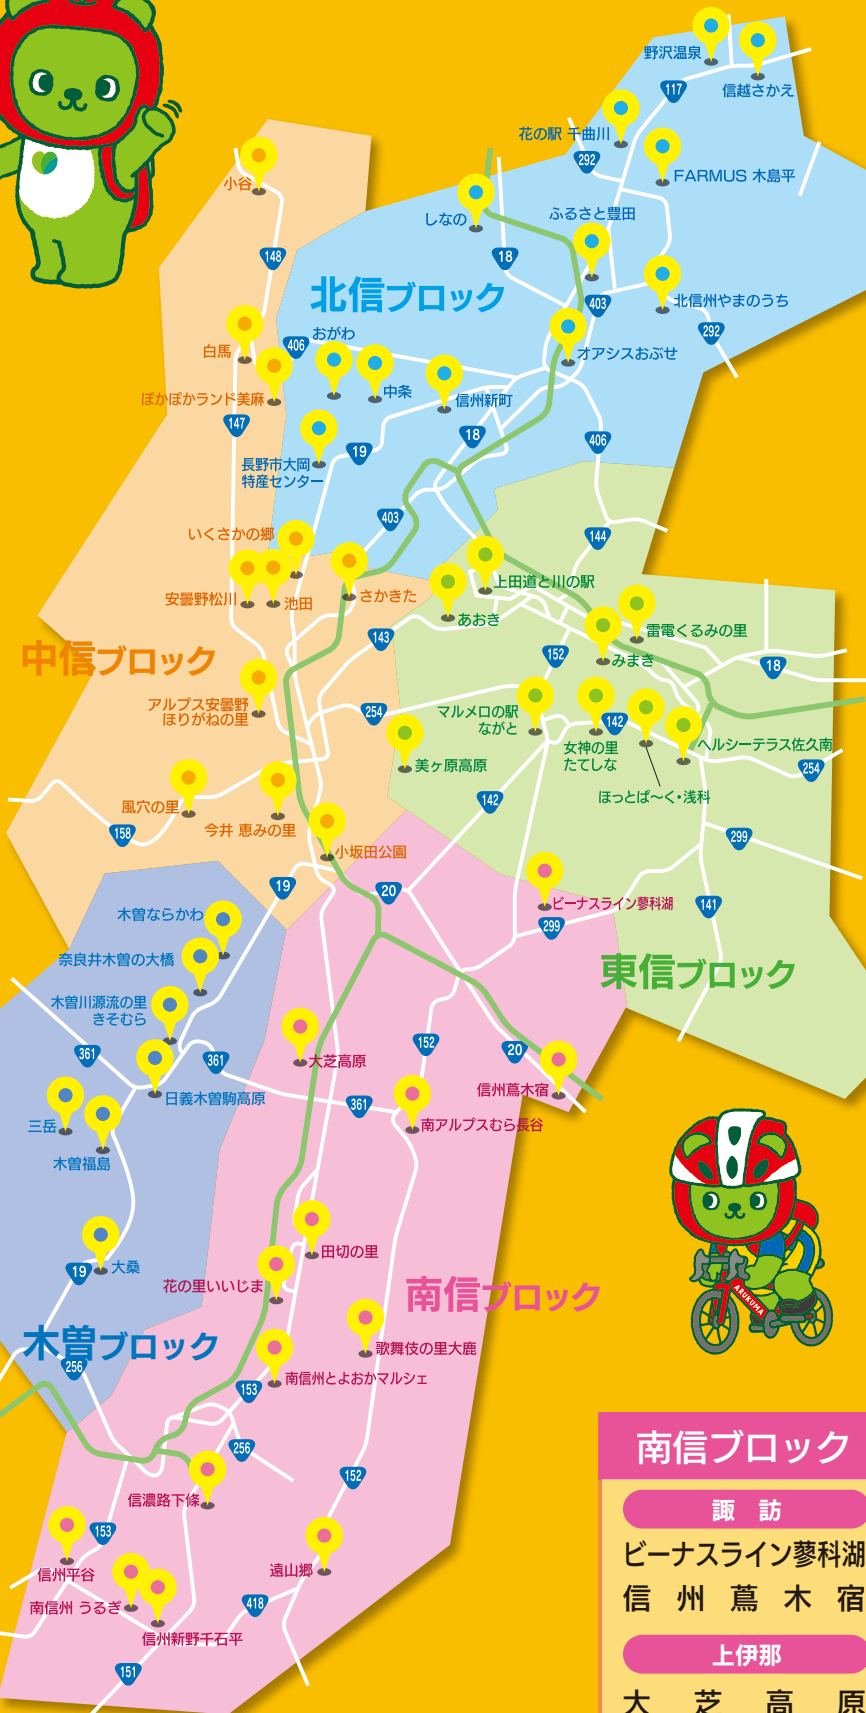 野沢温泉
信越さかえ
117
花の駅 千曲川
292
FARMUS 木島平
小谷
しなの
ふるさと豊田
148
18
北信ブロック
403
北信州やまのうち
292
白馬
406
おがわ
オアシスおぶせ
ぽかぽかランド美麻
中条
信州新町
147
18
406
19
長野市大岡
特産センター
403
いくさかの郷
144
安曇野松川
池田
さかきた
上田道と川の駅
あおき
雷電くるみの里
143
みまき
152
18
中信ブロック
アルプス安曇野
ほりがねの里
254
マルメロの駅
ながと
142
女神の里
たてしな
ヘルシーテラス佐久南
254
美ヶ原高原
ほっとぱ〜く・浅科
風穴の里
142
158
今井 恵みの里
299
小坂田公園
19
20
ビーナスライン蓼科湖
141
299
木曽ならかわ
奈良井木曽の大橋
東信ブロック
木曽川源流の里
きそむら
361
361
152
20
大芝高原
信州蔦木宿
日義木曽駒高原
361
三岳
南アルプスむら長谷
木曽福島
ARUKUMA
田切の里
大桑
19
花の里いいじま
南信ブロック
木曽ブロック
歌舞伎の里大鹿
256
153
南信州とよおかマルシェ
256
152
信濃路下條
153
信州平谷
遠山郷
南信州 うるぎ
418
信州新野千石平
151
南信ブロック
諏訪
ビーナスライン蓼科湖
信州蔦木宿
上伊那
大芝高原